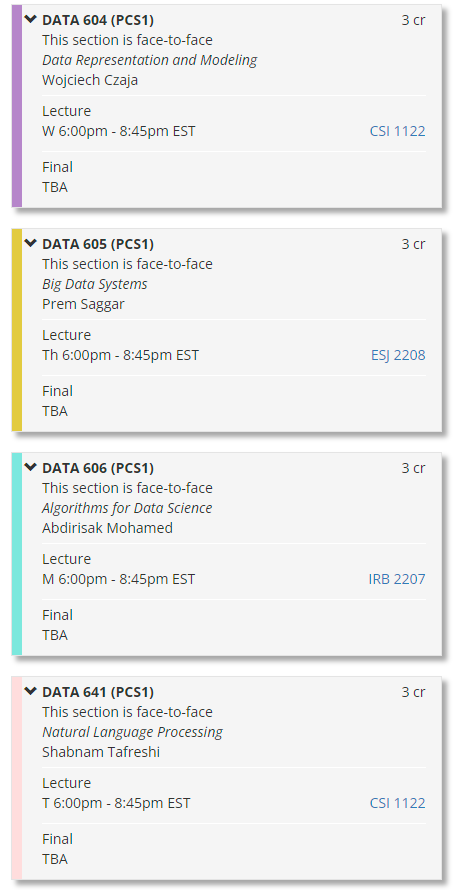 DATA 604 (PCS1) 3 cr
This section is face-to-face
Data Representation and Modeling
Wojciech Czaja
Lecture
W 6:00pm - 8:45pm EST CSI 1122
Final
TBA
DATA 605 (PCS1) 3 cr
This section is face-to-face
Big Data Systems
Prem Saggar
Lecture
Th 6:00pm - 8:45pm EST ESJ 2208
Final
TBA
DATA 606 (PCS1) 3 cr
This section is face-to-face
Algorithms for Data Science
Abdirisak Mohamed
Lecture
M 6:00pm - 8:45pm EST IRB 2207
Final
TBA
DATA 641 (PCS1) 3 cr
This section is face-to-face
Natural Language Processing
Shabnam Tafreshi
Lecture
T 6:00pm - 8:45pm EST CSI 1122
Final
TBA